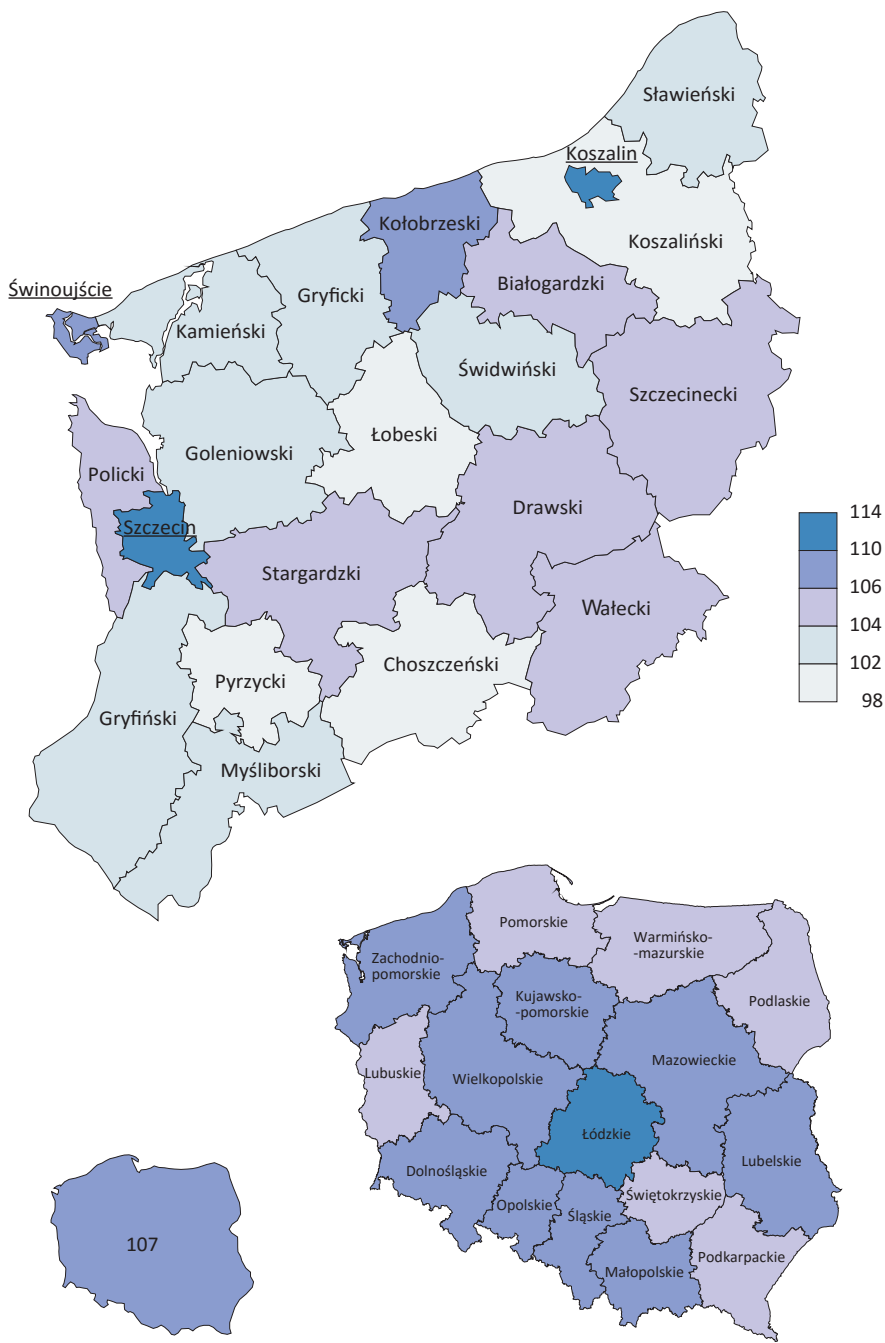 Sławieński
Koszalin
Kołobrzeski
Koszaliński
Białogardzki
Świnoujście
Gryficki
Kamieński
Świdwiński
Szczecinecki
Łobeski
Goleniowski
Policki
Drawski
Szczecin
Stargardzki
Wałecki
Choszczeński
Pyrzycki
Gryfiński
Myśliborski
114
110
106
104
102
98
Pomorskie
Warmińsko-
-mazurskie
Zachodnio-
pomorskie
Kujawsko-
-pomorskie
Podlaskie
Mazowieckie
Lubuskie
Wielkopolskie
Łódzkie
Lubelskie
Dolnośląskie
Świętokrzyskie
Opolskie
Śląskie
Podkarpackie
Małopolskie
107